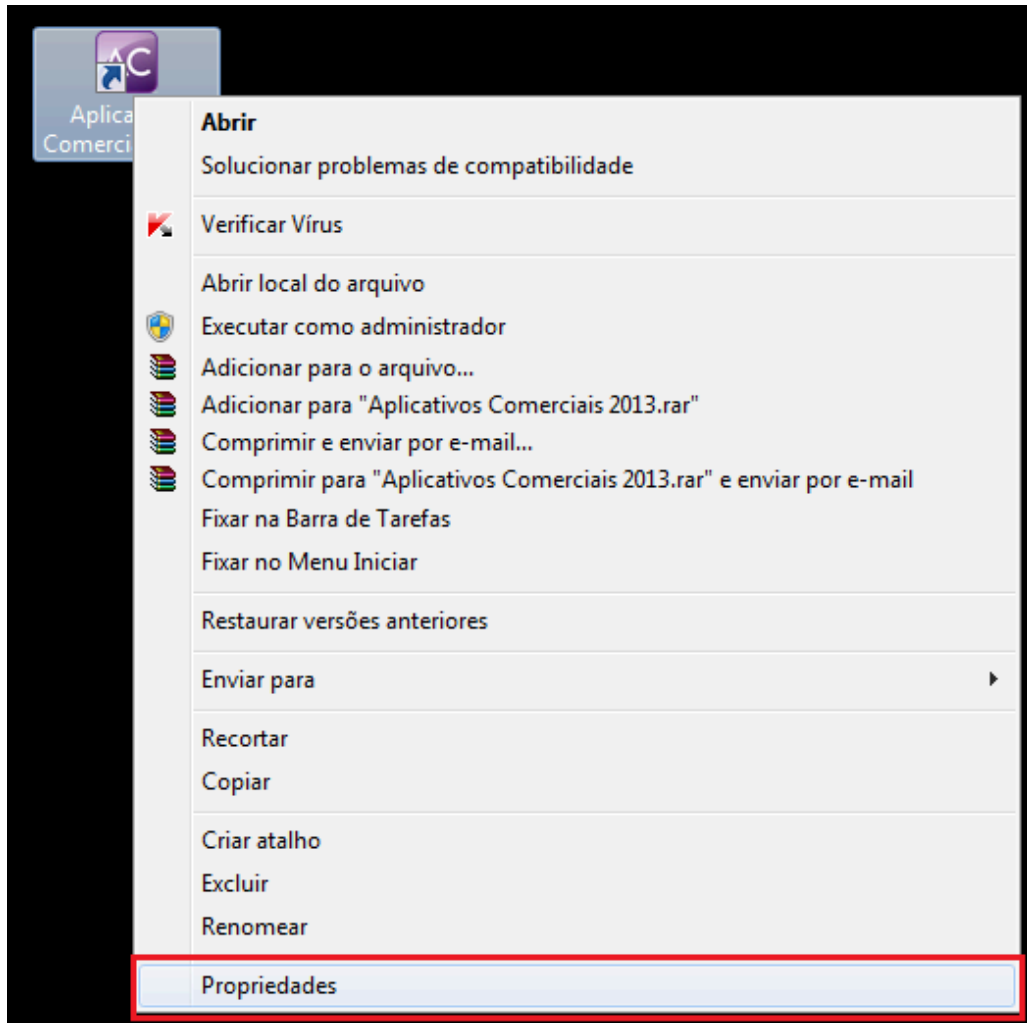 AC
Aplica
Comerci
Abrir
Solucionar problemas de compatibilidade
Verificar Vírus
Abrir local do arquivo
Executar como administrador
Adicionar para o arquivo...
Adicionar para "Aplicativos Comerciais 2013.rar"
Comprimir e enviar por e-mail...
Comprimir para "Aplicativos Comerciais 2013.rar" e enviar por e-mail
Fixar na Barra de Tarefas
Fixar no Menu Iniciar
Restaurar versões anteriores
Enviar para
Recortar
Copiar
Criar atalho
Excluir
Renomear
Propriedades